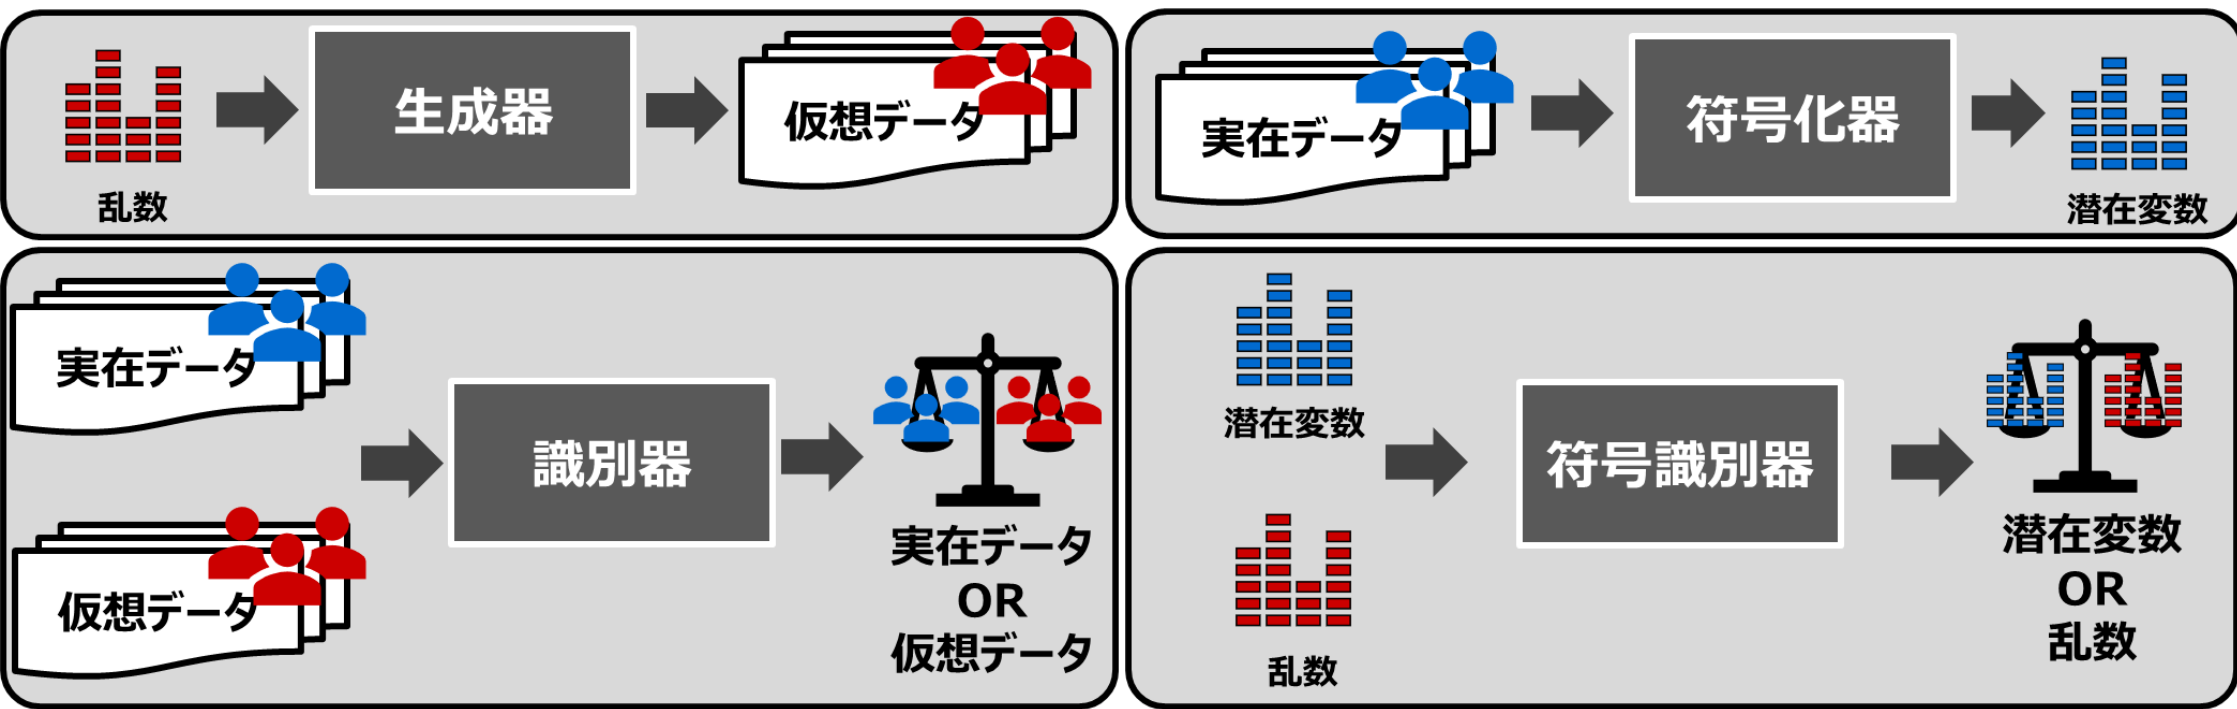 生成器
仮想データ
乱数
実在データ
符号化器
潜在変数
実在データ
仮想データ
識別器
実在データ
OR
仮想データ
潜在変数
乱数
符号識別器
潜在変数
OR
乱数